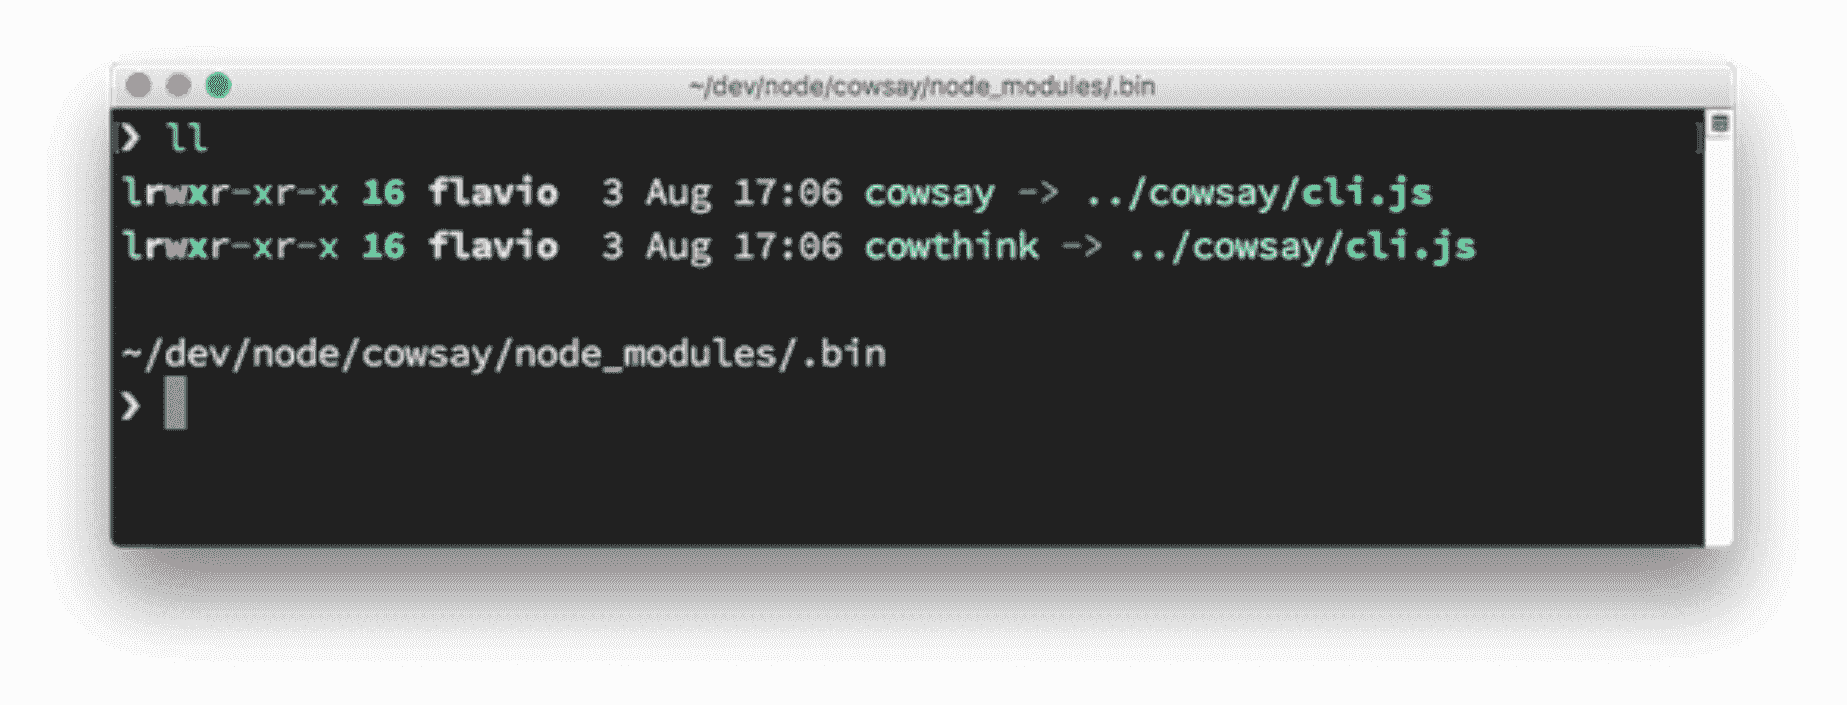 ~/dev/node/cowsay/node_modules/.bin
❯ ll
lrwxr-xr-x 16 flavio  3 Aug 17:06 cowsay -> ../cowsay/cli.js
lrwxr-xr-x 16 flavio  3 Aug 17:06 cowthink -> ../cowsay/cli.js
~/dev/node/cowsay/node_modules/.bin
❯